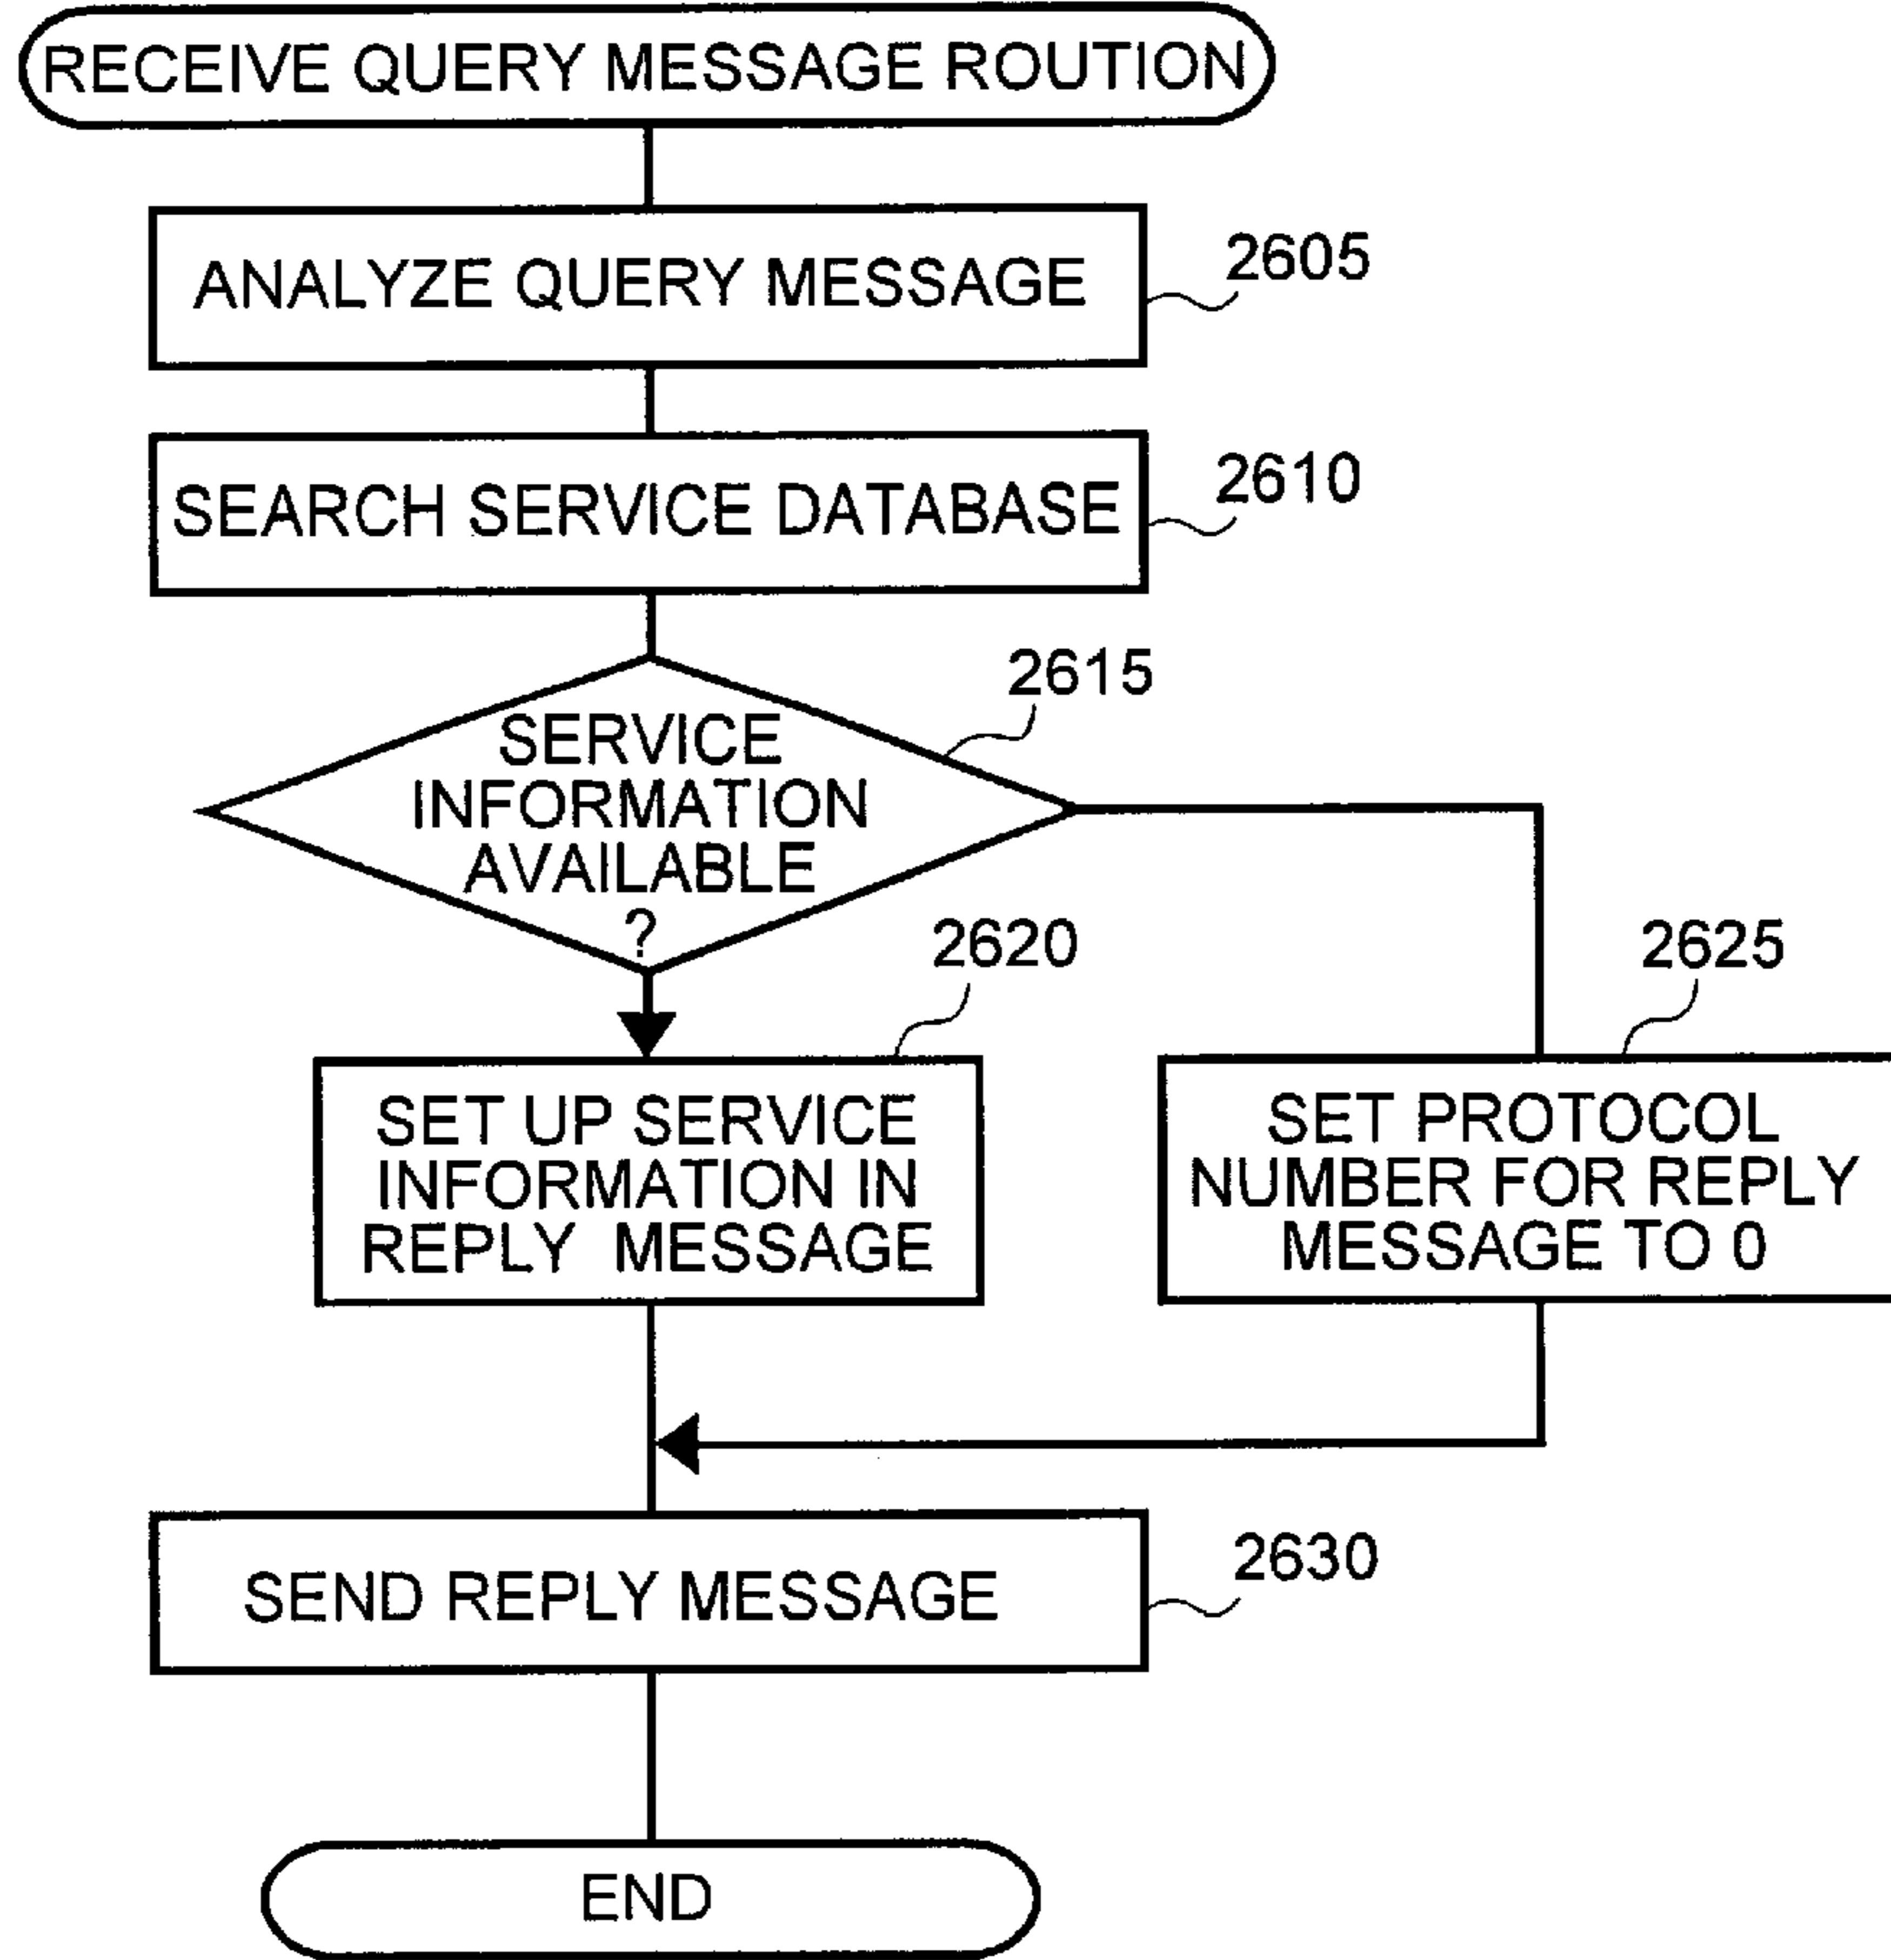 RECEIVE QUERY MESSAGE ROUTION
ANALYZE QUERY MESSAGE
2605
SEARCH SERVICE DATABASE
2610
2615
SERVICE
INFORMATION
AVAILABLE
?
2620
2625
SET UP SERVICE
INFORMATION IN
REPLY MESSAGE
SET PROTOCOL
NUMBER FOR REPLY
MESSAGE TO 0
SEND REPLY MESSAGE
2630
END